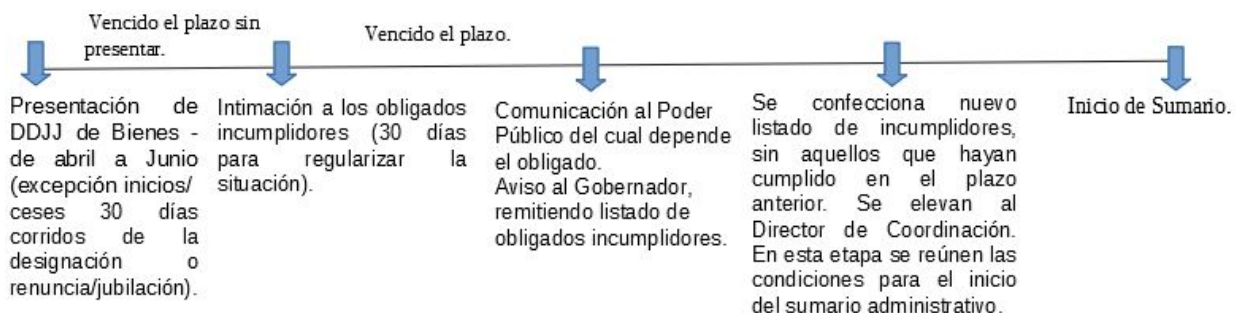 Vencido el plazo sin
presentar.
Vencido el plazo.
Presentación de
DDJJ de Bienes -
de abril a Junio
(excepción inicios/
ceses 30 días
corridos de la
designación o
renuncia/jubilación).
Intimación a los obligados
incumplidores (30 días
para regularizar la
situación).
Comunicación al Poder
Público del cual depende
el obligado.
Aviso al Gobernador,
remitiendo listado de
obligados incumplidores.
Se confecciona nuevo
listado de incumplidores,
sin aquellos que hayan
cumplido en el plazo
anterior. Se elevan al
Director de Coordinación.
En esta etapa se reúnen las
condiciones para el inicio
del sumario administrativo.
Inicio de Sumario.